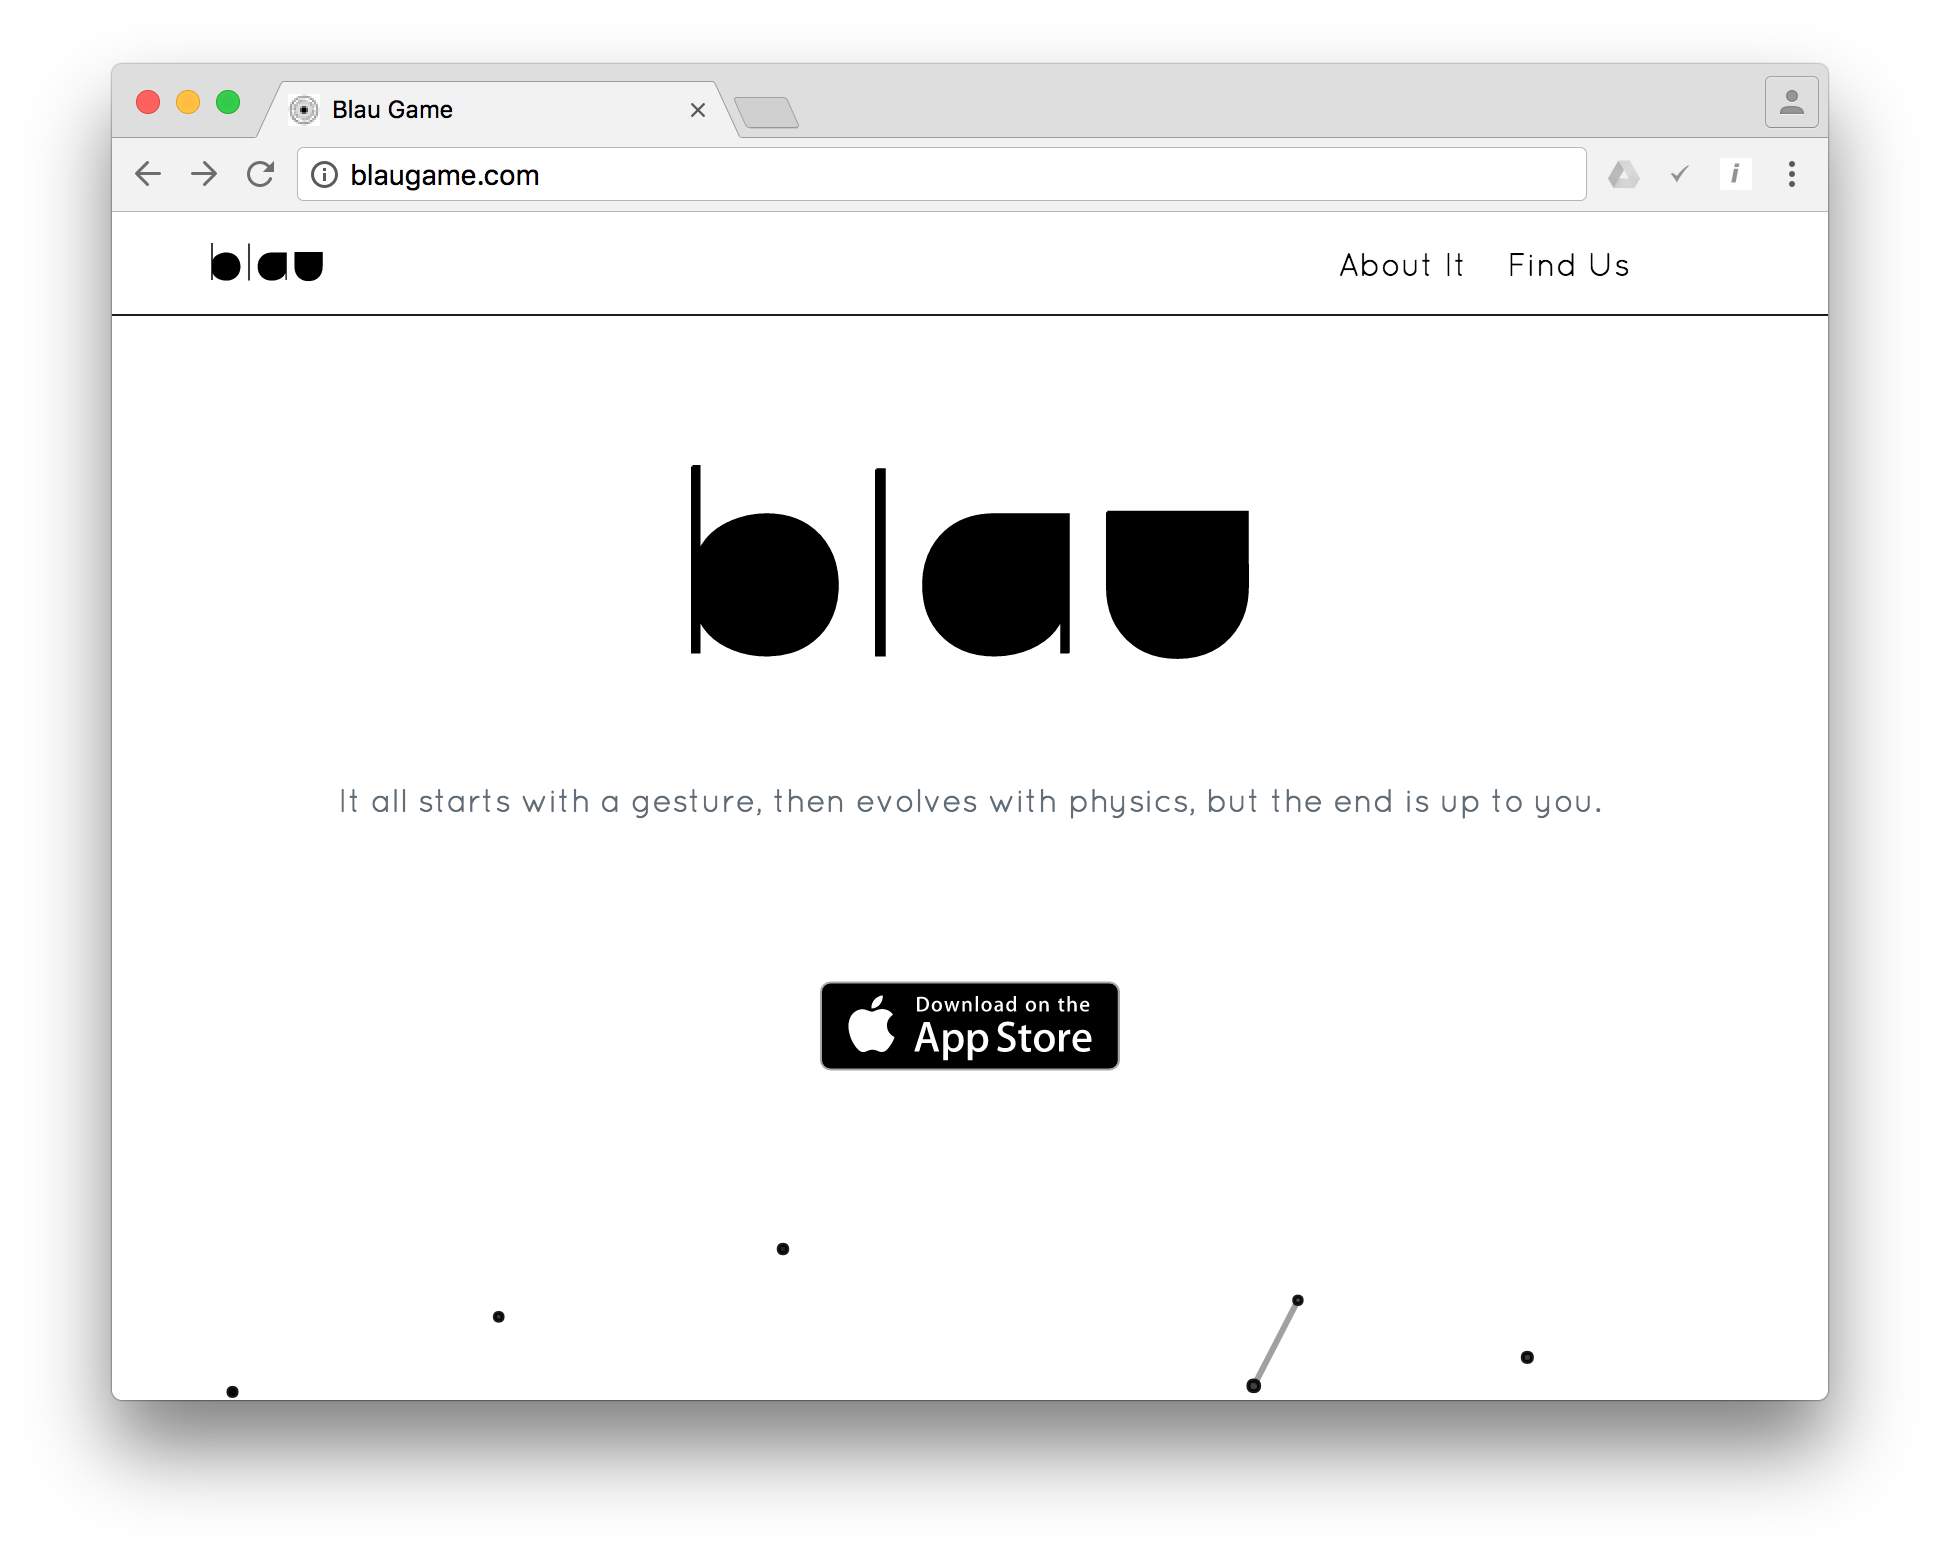 Blau Game
blaugame.com
i
blau
About It
Find Us
blau
It all starts with a gesture, then evolves with physics, but the end is up to you.
Download on the
App Store